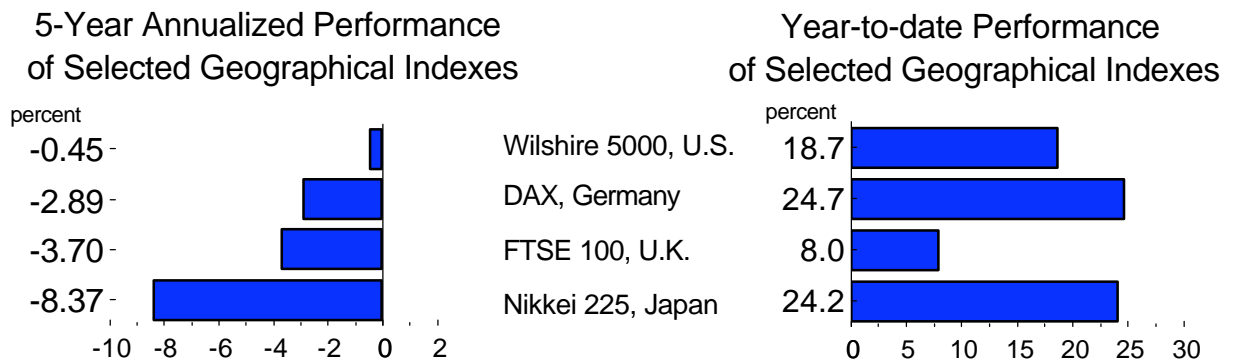 5-Year Annualized Performance
of Selected Geographical Indexes
percent
-0.45
-2.89
-3.70
-8.37
-10 -8 -6 -4 -2 0 2
Wilshire 5000, U.S.
DAX, Germany
FTSE 100, U.K.
Nikkei 225, Japan
Year-to-date Performance
of Selected Geographical Indexes
percent
18.7
24.7
8.0
24.2
0 5 10 15 20 25 30